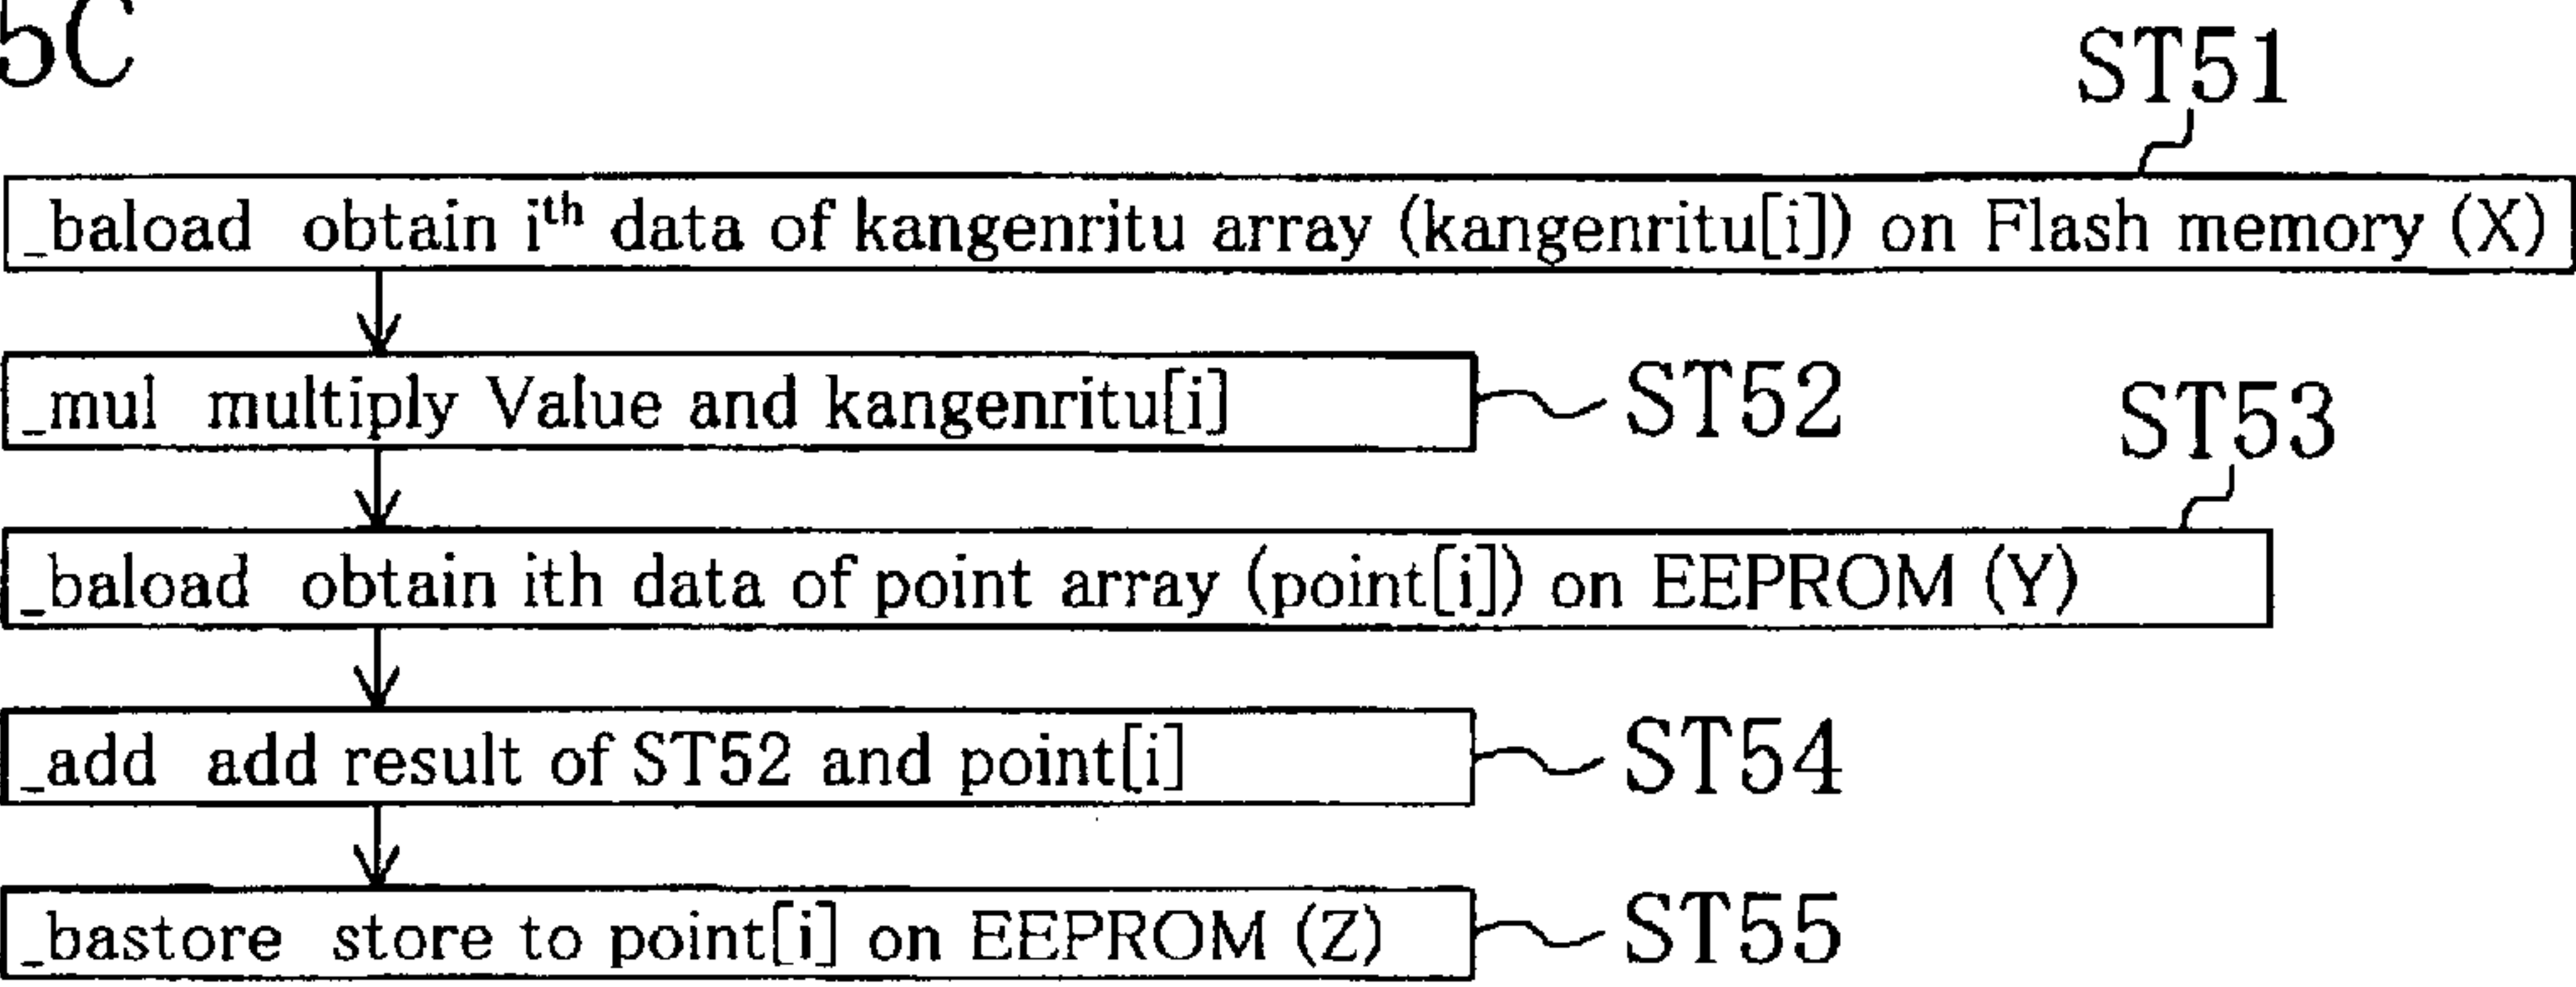 5C
ST51
_baload obtain iᵗʰ data of kangenritu array (kangenritu[i]) on Flash memory (X)
_mul multiply Value and kangenritu[i]
ST52
ST53
_baload obtain ith data of point array (point[i]) on EEPROM (Y)
_add add result of ST52 and point[i]
ST54
_bastore store to point[i] on EEPROM (Z)
ST55